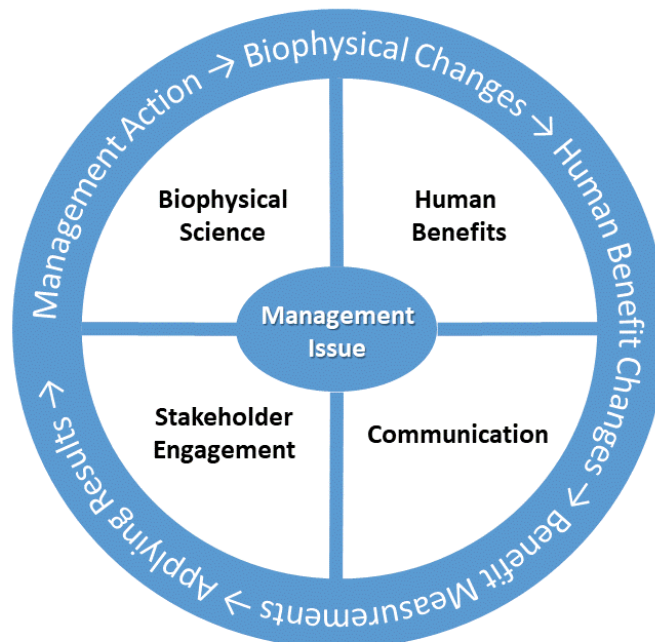 Management Action → Biophysical Changes → Human Benefit Changes → Benefit Measurements → Applying Results →
Biophysical
Science
Human
Benefits
Management
Issue
Stakeholder
Engagement
Communication